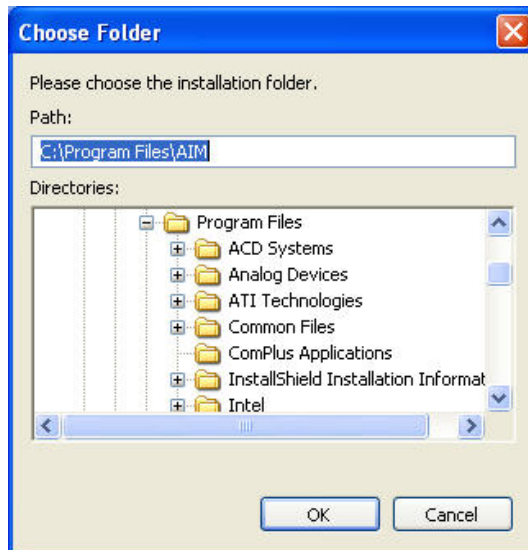 Choose Folder
Please choose the installation folder.
Path:
C:\Program Files\AIM
Directories:
Program Files
ACD Systems
Analog Devices
ATI Technologies
Common Files
ComPlus Applications
InstallShield Installation Informat
Intel
OK Cancel